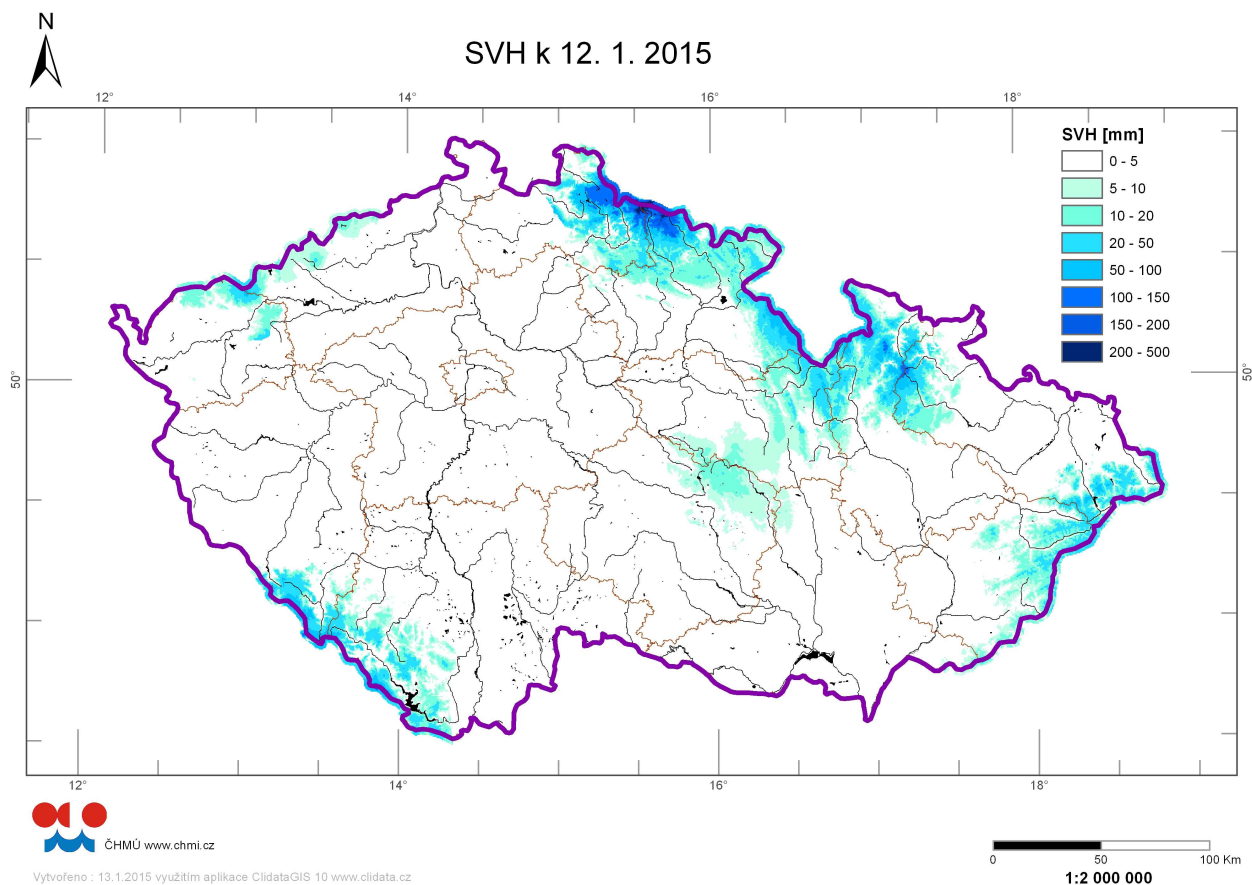 N
SVH k 12. 1. 2015
12° 14° 16° 18°
SVH [mm]
0 - 5
5 - 10
10 - 20
20 - 50
50 - 100
100 - 150
150 - 200
200 - 500
50° 50°
12° 14° 16° 18°
ČHMÚ www.chmi.cz
0 50 100 Km
1:2 000 000
Vytvořeno : 13.1.2015 využitím aplikace ClidataGIS 10 www.clidata.cz